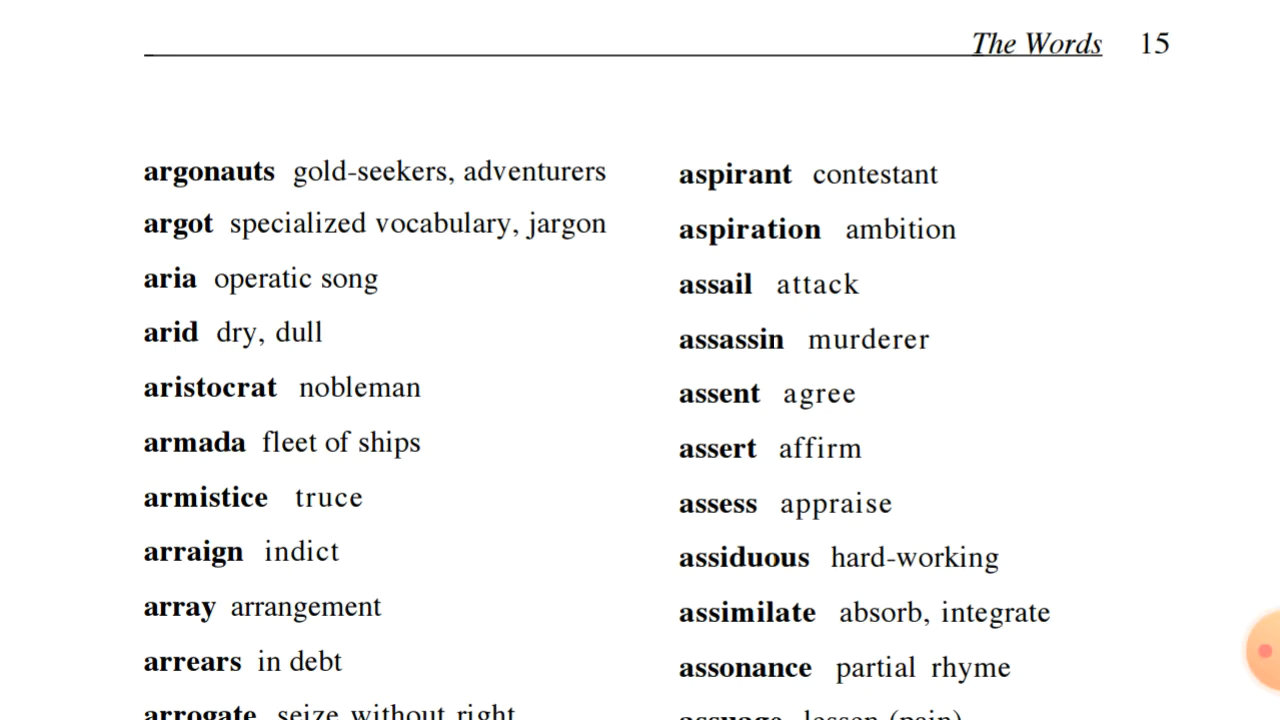 The Words 15
argonauts gold-seekers, adventurers
argot specialized vocabulary, jargon
aria operatic song
arid dry, dull
aristocrat nobleman
armada fleet of ships
armistice truce
arraign indict
array arrangement
arrears in debt
arrogate seize without right
aspirant contestant
aspiration ambition
assail attack
assassin murderer
assent agree
assert affirm
assess appraise
assiduous hard-working
assimilate absorb, integrate
assonance partial rhyme
assuage lessen (pain)